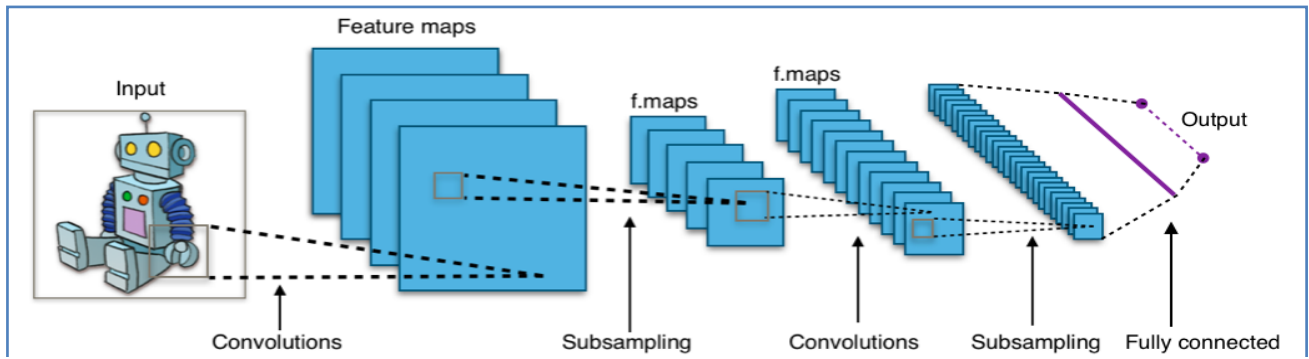 Input
Feature maps
f.maps
f.maps
Output
Convolutions
Subsampling
Convolutions
Subsampling
Fully connected